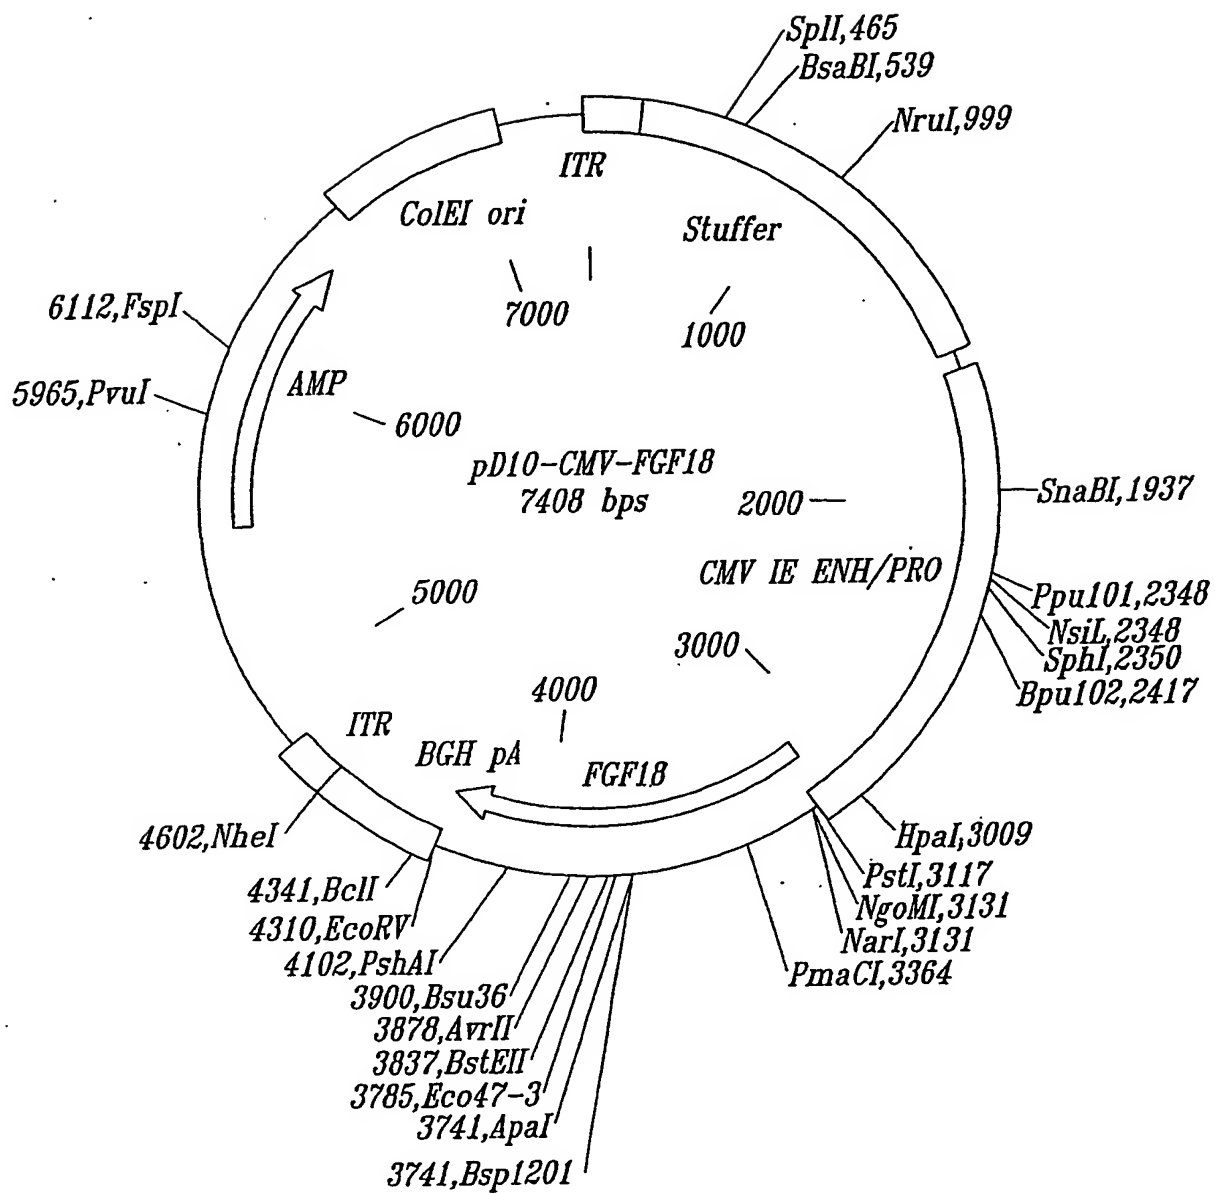 SplI,465
BsaBI,539
NruI,999
ITR
ColEI ori
Stuffer
7000
1000
6112,FspI
5965,PvuI
AMP
6000
pD10-CMV-FGF18
7408 bps
2000
SnaBI,1937
CMV IE ENH/PRO
Ppu101,2348
NsiL,2348
SphI,2350
Bpu102,2417
5000
3000
4000
ITR
BGH pA
FGF18
4602,NheI
4341,BclI
4310,EcoRV
4102,PshAI
3900,Bsu36
3878,AvrII
3837,BstEII
3785,Eco47-3
3741,ApaI
3741,Bsp1201
HpaI,3009
PstI,3117
NgoMI,3131
NarI,3131
PmaCI,3364